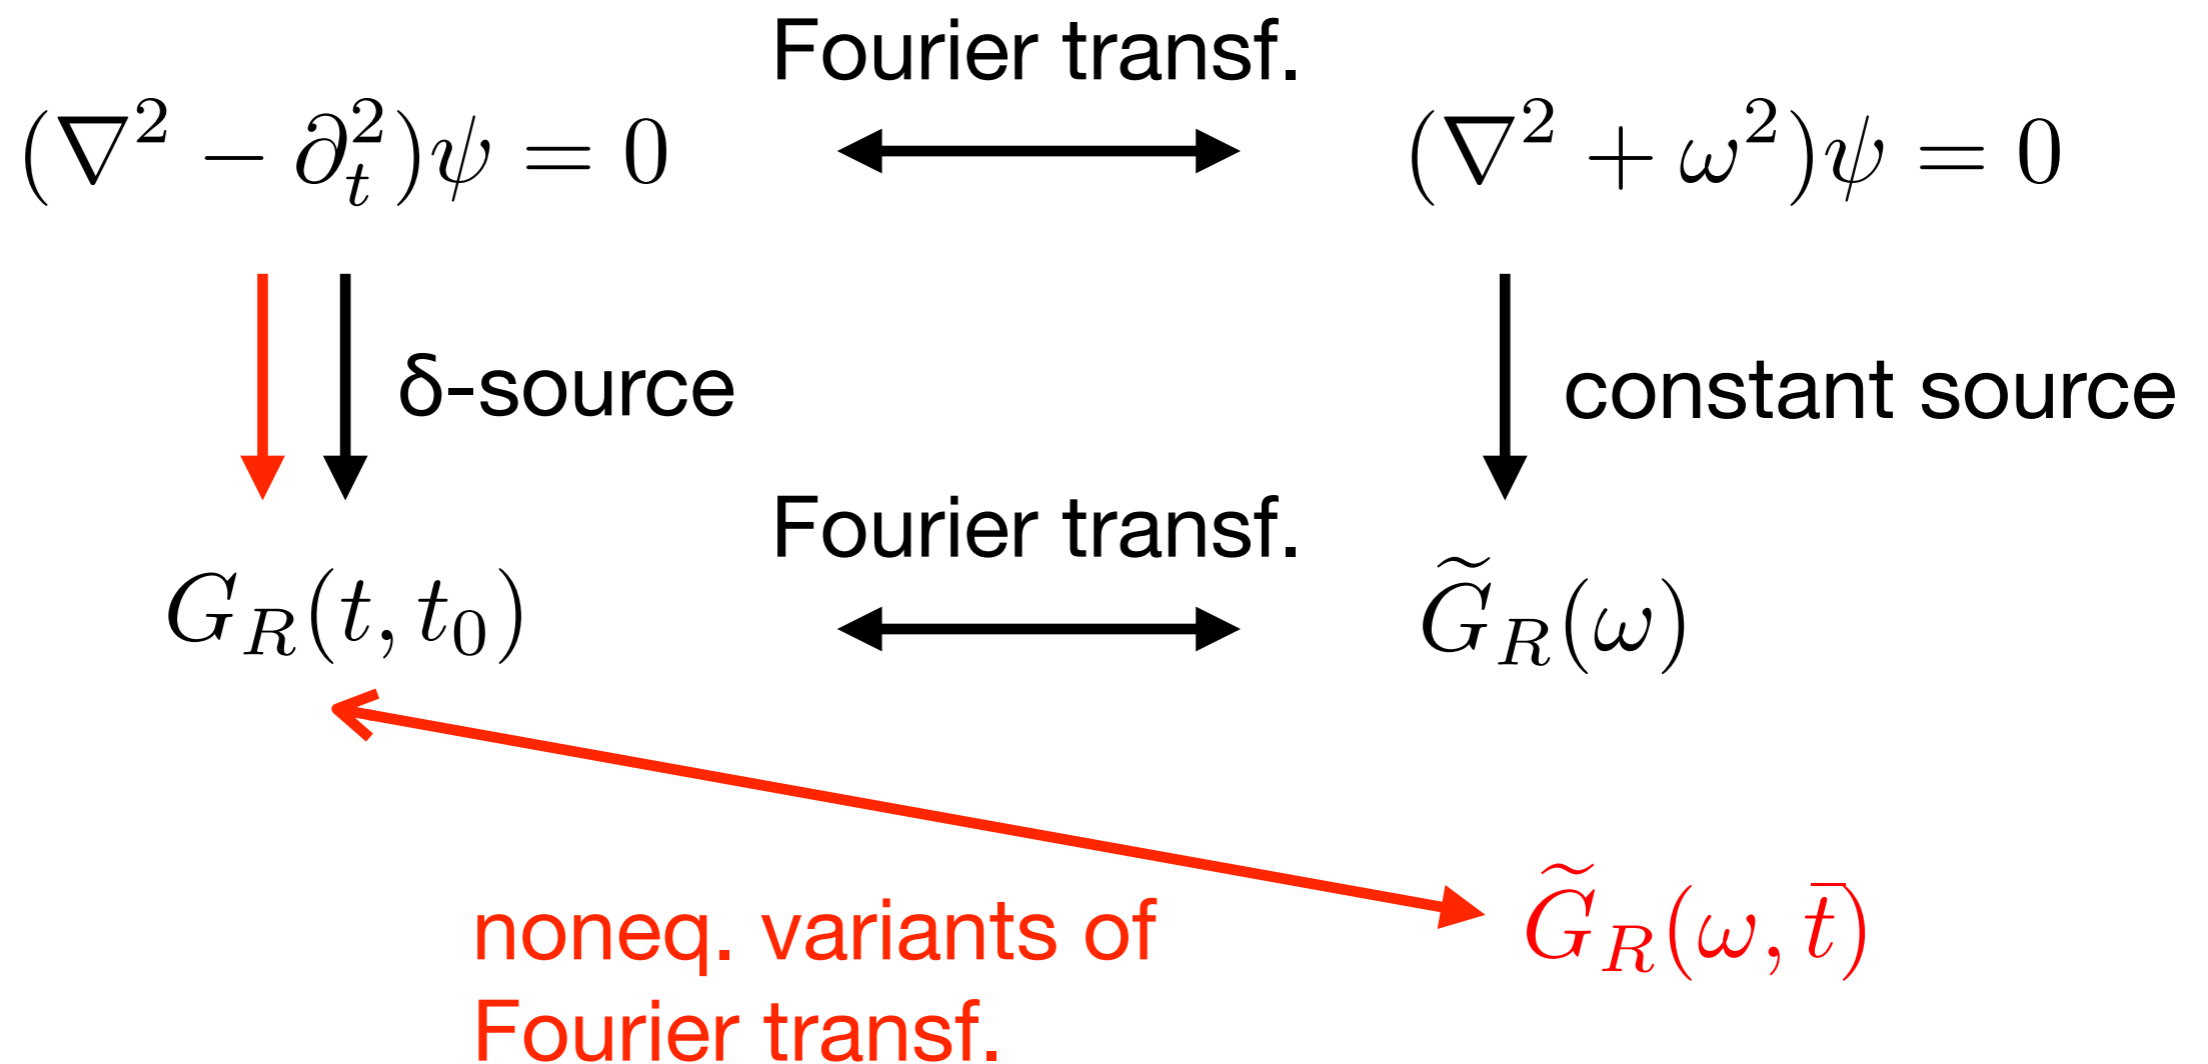 Fourier transf.
(∇² − ∂ₜ²)ψ = 0
(∇² + ω²)ψ = 0
δ-source
constant source
Fourier transf.
G_R(t, t₀)
G̃_R(ω)
G̃_R(ω, t̄)
noneq. variants of
Fourier transf.